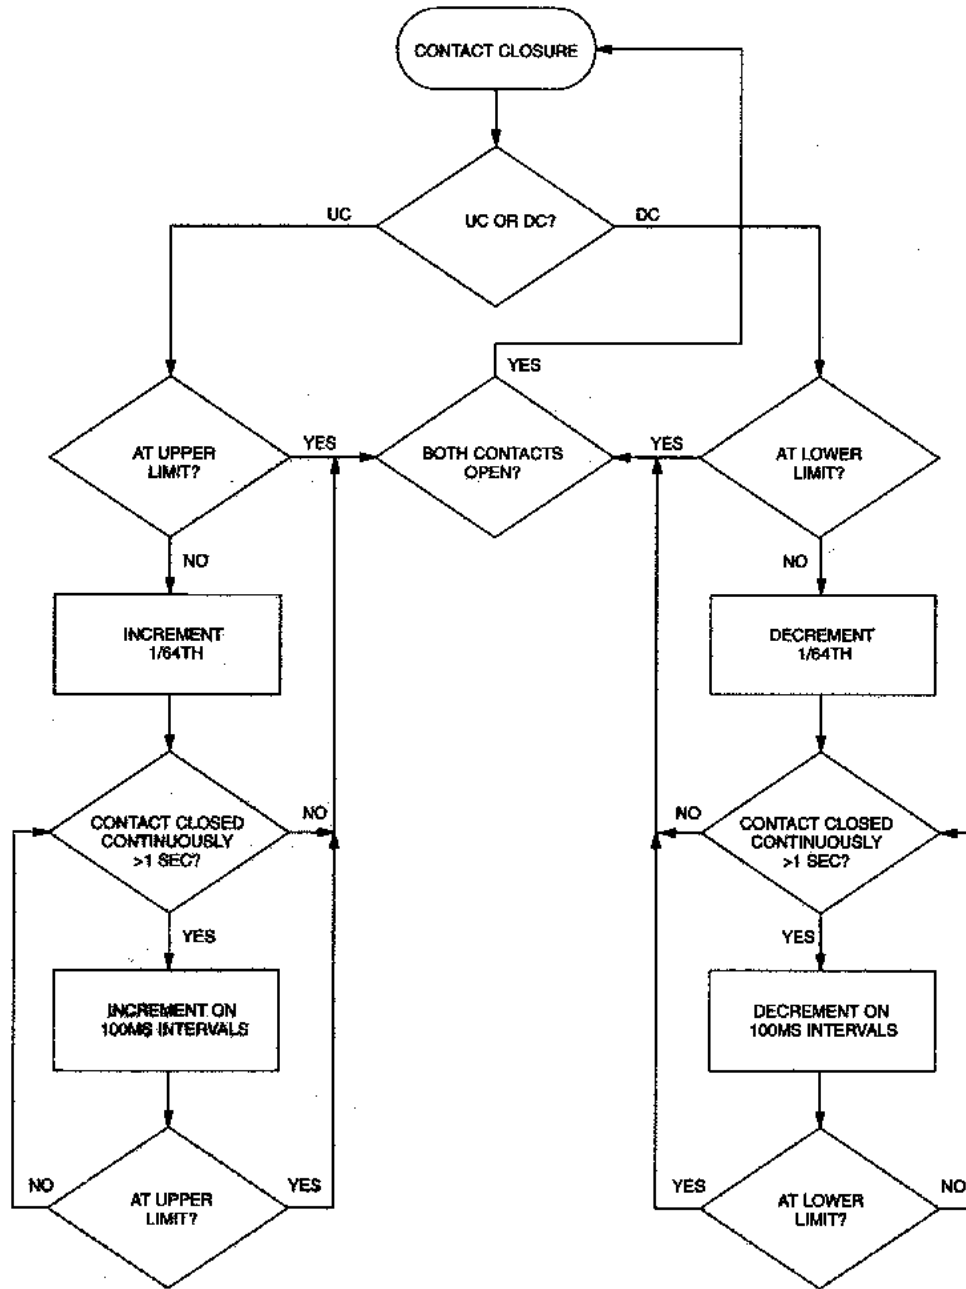 CONTACT CLOSURE
UC
UC OR DC?
DC
YES
AT UPPER
LIMIT?
YES
BOTH CONTACTS
OPEN?
YES
AT LOWER
LIMIT?
NO
NO
INCREMENT
1/64TH
DECREMENT
1/64TH
CONTACT CLOSED
CONTINUOUSLY
>1 SEC?
NO
NO
CONTACT CLOSED
CONTINUOUSLY
>1 SEC?
YES
YES
INCREMENT ON
100MS INTERVALS
DECREMENT ON
100MS INTERVALS
NO
AT UPPER
LIMIT?
YES
YES
AT LOWER
LIMIT?
NO